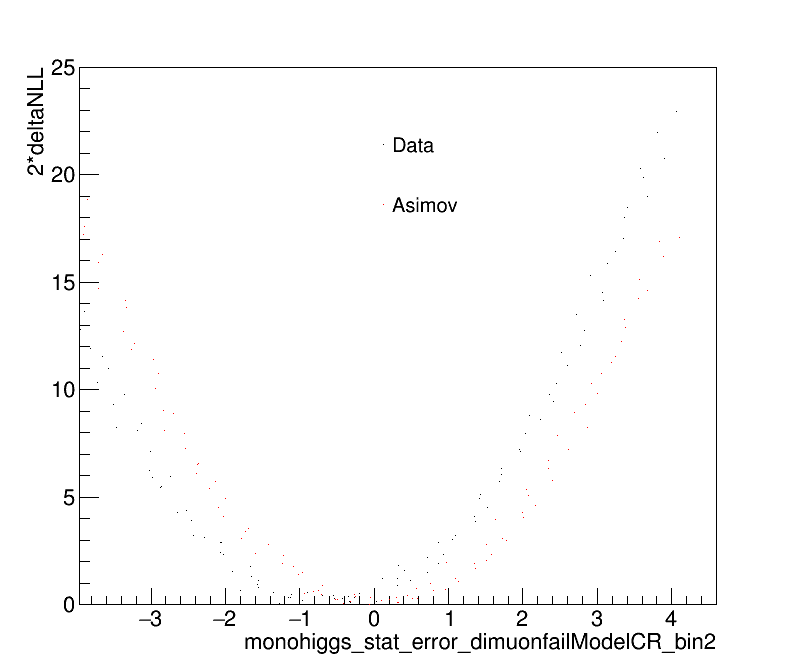 25
2*deltaNLL
Data
20
Asimov
15
10
5
0
−3 −2 −1 0 1 2 3 4
monohiggs_stat_error_dimuonfailModelCR_bin2